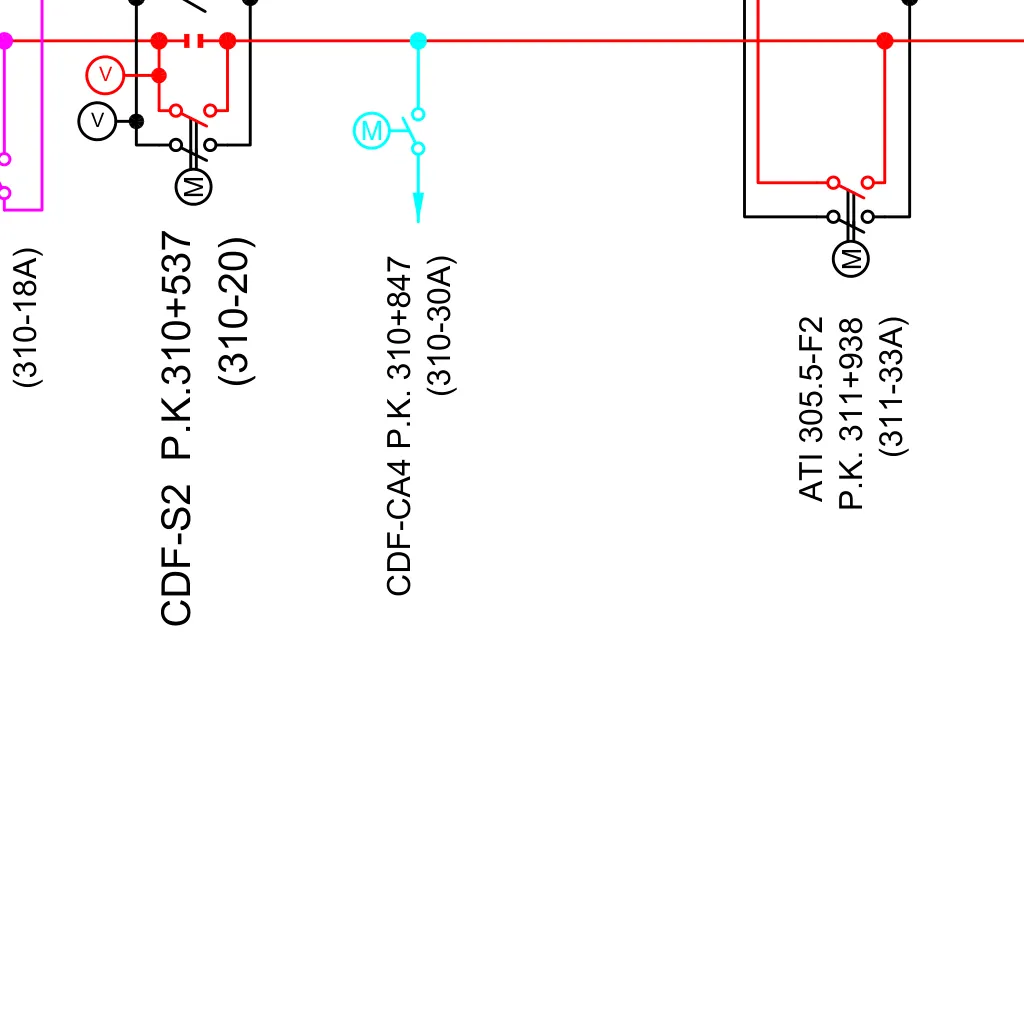 V
V
M
M
M
(310-18A)
CDF-S2 P.K.310+537
(310-20)
CDF-CA4 P.K. 310+847
(310-30A)
ATI 305.5-F2
P.K. 311+938
(311-33A)